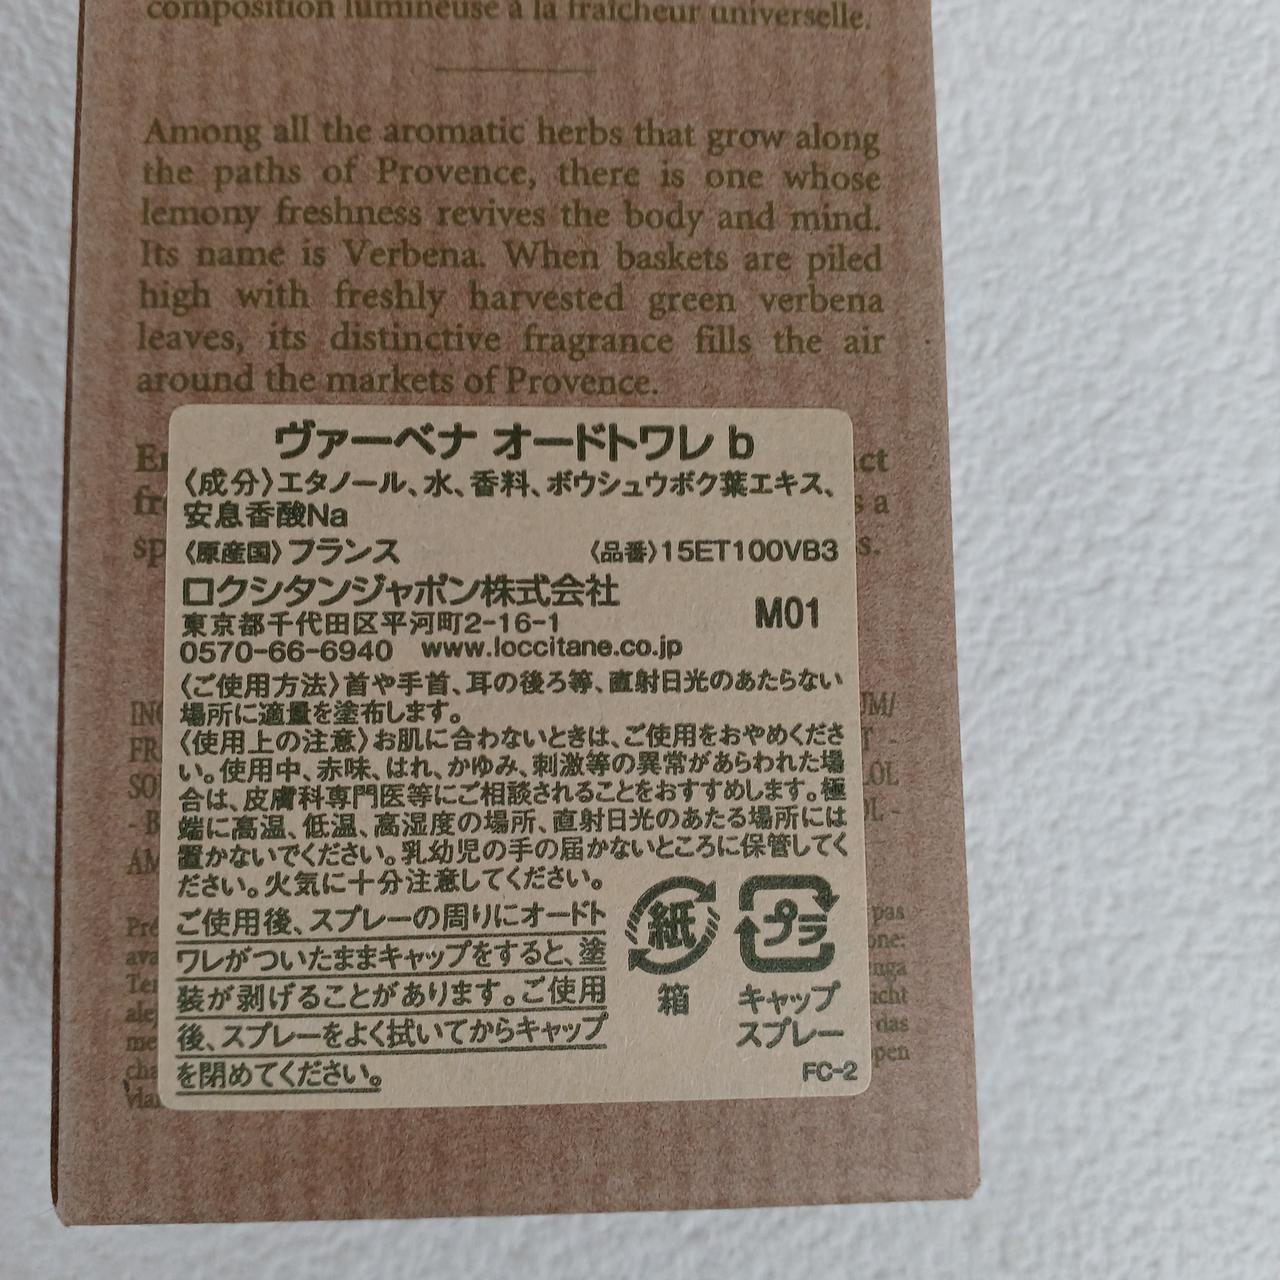 composition lumineuse à la fraîcheur universelle.
Among all the aromatic herbs that grow along
the paths of Provence, there is one whose
lemony freshness revives the body and mind.
Its name is Verbena. When baskets are piled
high with freshly harvested green verbena
leaves, its distinctive fragrance fills the air
around the markets of Provence.
ヴァーベナ オードトワレ b
〈成分〉エタノール、水、香料、ボウシュウボク葉エキス、
安息香酸Na
〈原産国〉フランス 〈品番〉15ET100VB3
ロクシタンジャポン株式会社
M01
東京都千代田区平河町2-16-1
0570-66-6940 www.loccitane.co.jp
〈ご使用方法〉首や手首、耳の後ろ等、直射日光のあたらない
場所に適量を塗布します。
〈使用上の注意〉お肌に合わないときは、ご使用をおやめくださ
い。使用中、赤味、はれ、かゆみ、刺激等の異常があらわれた場
合は、皮膚科専門医等にご相談されることをおすすめします。極
端に高温、低温、高湿度の場所、直射日光のあたる場所には
置かないでください。乳幼児の手の届かないところに保管してく
ださい。火気に十分注意してください。
ご使用後、スプレーの周りにオードト
ワレがついたままキャップをすると、塗
装が剥げることがあります。ご使用
後、スプレーをよく拭いてからキャップ
を閉めてください。
紙
箱
プラ
キャップ
スプレー
FC-2